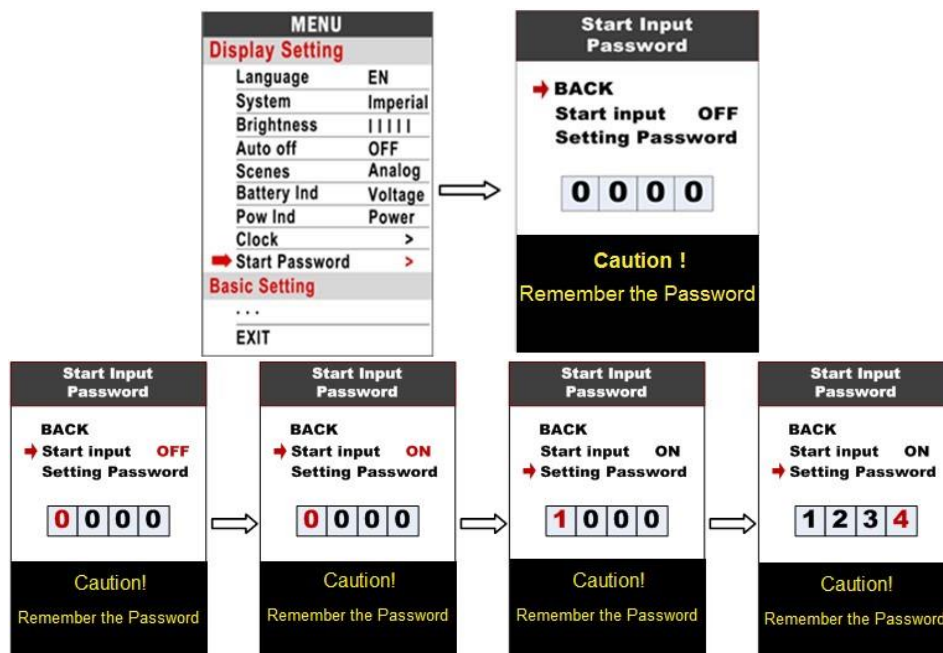 MENU
Display Setting
Language EN
System Imperial
Brightness | | | | |
Auto off OFF
Scenes Analog
Battery Ind Voltage
Pow Ind Power
Clock >
Start Password >
Basic Setting
. . .
EXIT
Start Input
Password
BACK
Start input OFF
Setting Password
0 0 0 0
Caution !
Remember the Password
Start Input
Password
BACK
Start input OFF
Setting Password
0 0 0 0
Caution!
Remember the Password
Start Input
Password
BACK
Start input ON
Setting Password
0 0 0 0
Caution!
Remember the Password
Start Input
Password
BACK
Start input ON
Setting Password
1 0 0 0
Caution!
Remember the Password
Start Input
Password
BACK
Start input ON
Setting Password
1 2 3 4
Caution!
Remember the Password